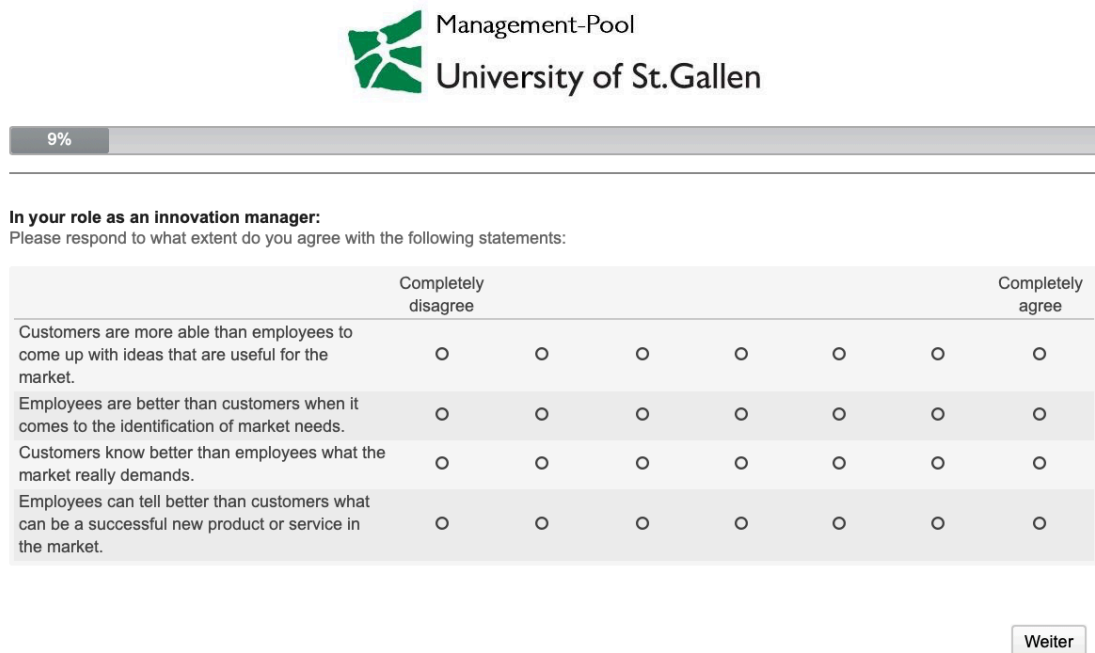 Management-Pool
University of St.Gallen
9%
In your role as an innovation manager:
Please respond to what extent do you agree with the following statements:
Completely
disagree
Completely
agree
Customers are more able than employees to
come up with ideas that are useful for the
market.
Employees are better than customers when it
comes to the identification of market needs.
Customers know better than employees what the
market really demands.
Employees can tell better than customers what
can be a successful new product or service in
the market.
Weiter